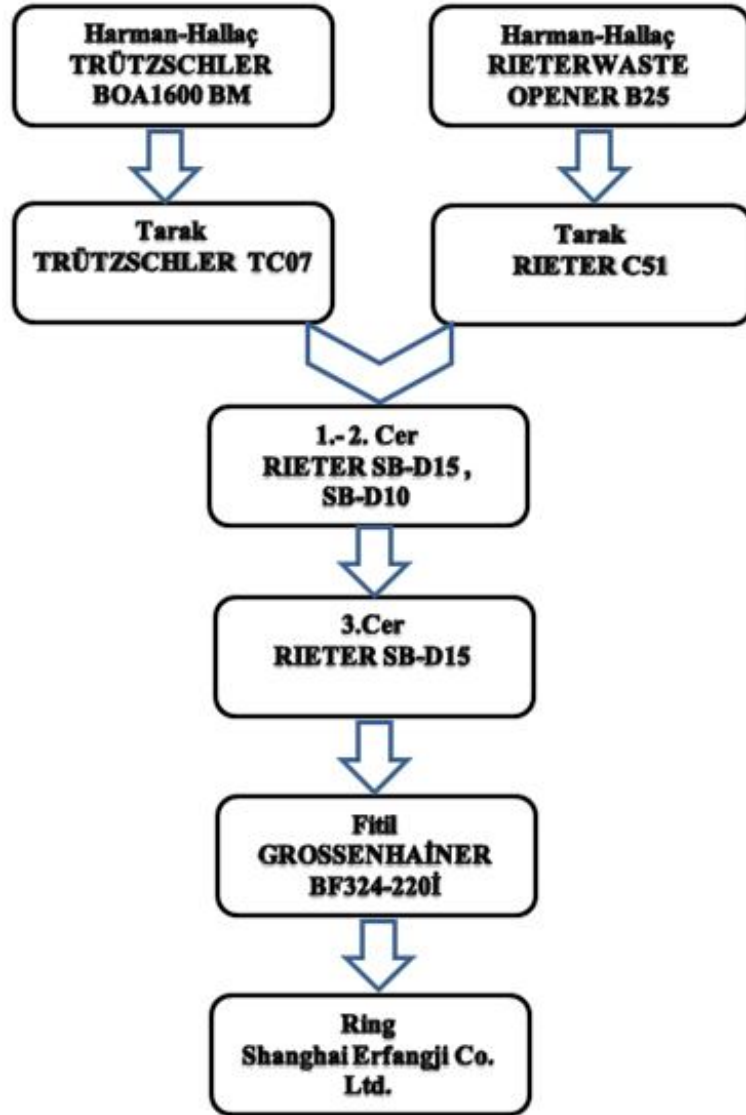 Harman-Hallaç
TRÜTZSCHLER
BOA1600 BM
Harman-Hallaç
RIETERWASTE
OPENER B25
Tarak
TRÜTZSCHLER TC07
Tarak
RIETER C51
1.- 2. Cer
RIETER SB-D15 ,
SB-D10
3.Cer
RIETER SB-D15
Fitil
GROSSENHAİNER
BF324-220İ
Ring
Shanghai Erfangji Co.
Ltd.